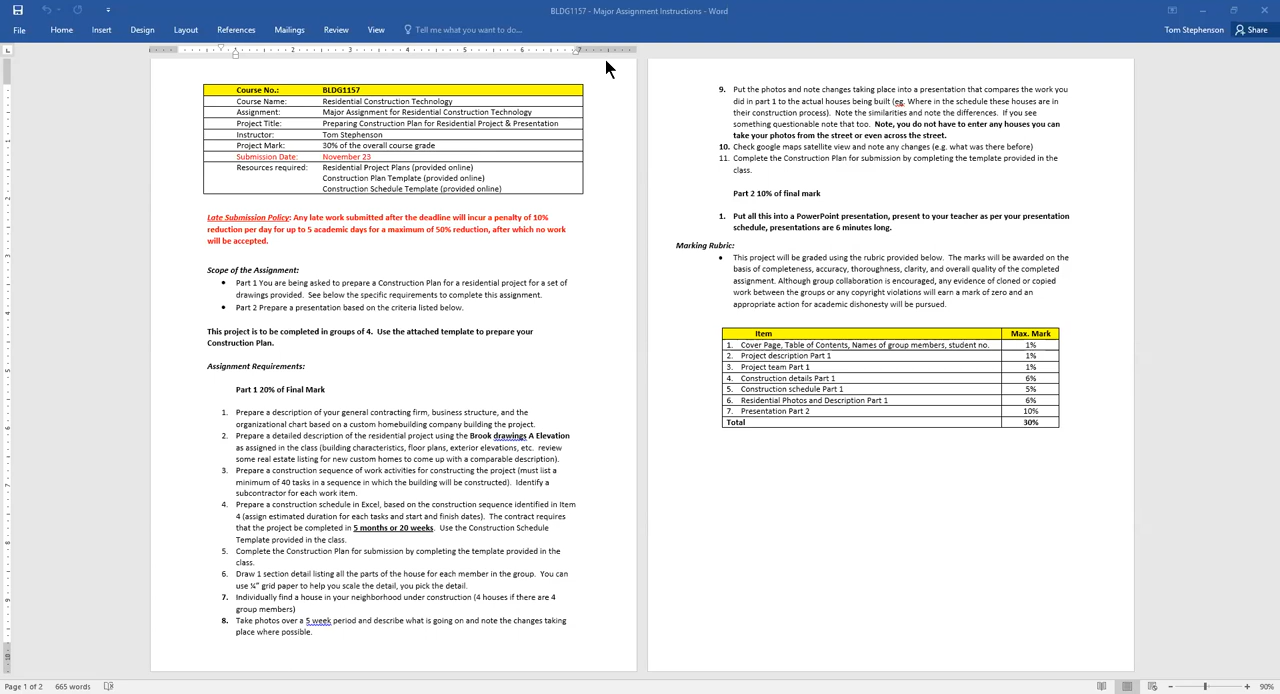 BLDG1157 - Major Assignment Instructions - Word
File Home Insert Design Layout References Mailings Review View Tell me what you want to do... Tom Stephenson Share
Course No.: BLDG1157
Course Name: Residential Construction Technology
Assignment: Major Assignment for Residential Construction Technology
Project Title: Preparing Construction Plan for Residential Project & Presentation
Instructor: Tom Stephenson
Project Mark: 30% of the overall course grade
Submission Date: November 23
Resources required: Residential Project Plans (provided online)
Construction Plan Template (provided online)
Construction Schedule Template (provided online)
Late Submission Policy: Any late work submitted after the deadline will incur a penalty of 10%
reduction per day for up to 5 academic days for a maximum of 50% reduction, after which no work
will be accepted.
Scope of the Assignment:
• Part 1 You are being asked to prepare a Construction Plan for a residential project for a set of
drawings provided. See below the specific requirements to complete this assignment.
• Part 2 Prepare a presentation based on the criteria listed below.
This project is to be completed in groups of 4. Use the attached template to prepare your
Construction Plan.
Assignment Requirements:
Part 1 20% of Final Mark
1. Prepare a description of your general contracting firm, business structure, and the
organizational chart based on a custom homebuilding company building the project.
2. Prepare a detailed description of the residential project using the Brook drawings A Elevation
as assigned in the class (building characteristics, floor plans, exterior elevations, etc. review
some real estate listing for new custom homes to come up with a comparable description).
3. Prepare a construction sequence of work activities for constructing the project (must list a
minimum of 40 tasks in a sequence in which the building will be constructed). Identify a
subcontractor for each work item.
4. Prepare a construction schedule in Excel, based on the construction sequence identified in Item
4 (assign estimated duration for each tasks and start and finish dates). The contract requires
that the project be completed in 5 months or 20 weeks. Use the Construction Schedule
Template provided in the class.
5. Complete the Construction Plan for submission by completing the template provided in the
class.
6. Draw 1 section detail listing all the parts of the house for each member in the group. You can
use ¼” grid paper to help you scale the detail, you pick the detail.
7. Individually find a house in your neighborhood under construction (4 houses if there are 4
group members)
8. Take photos over a 5 week period and describe what is going on and note the changes taking
place where possible.
9. Put the photos and note changes taking place into a presentation that compares the work you
did in part 1 to the actual houses being built (eg. Where in the schedule these houses are in
their construction process). Note the similarities and note the differences. If you see
something questionable note that too. Note, you do not have to enter any houses you can
take your photos from the street or even across the street.
10. Check google maps satellite view and note any changes (e.g. what was there before)
11. Complete the Construction Plan for submission by completing the template provided in the
class.
Part 2 10% of final mark
1. Put all this into a PowerPoint presentation, present to your teacher as per your presentation
schedule, presentations are 6 minutes long.
Marking Rubric:
• This project will be graded using the rubric provided below. The marks will be awarded on the
basis of completeness, accuracy, thoroughness, clarity, and overall quality of the completed
assignment. Although group collaboration is encouraged, any evidence of cloned or copied
work between the groups or any copyright violations will earn a mark of zero and an
appropriate action for academic dishonesty will be pursued.
Item Max. Mark
1. Cover Page, Table of Contents, Names of group members, student no. 1%
2. Project description Part 1 1%
3. Project team Part 1 1%
4. Construction details Part 1 6%
5. Construction schedule Part 1 5%
6. Residential Photos and Description Part 1 6%
7. Presentation Part 2 10%
Total 30%
Page 1 of 2 665 words 90%